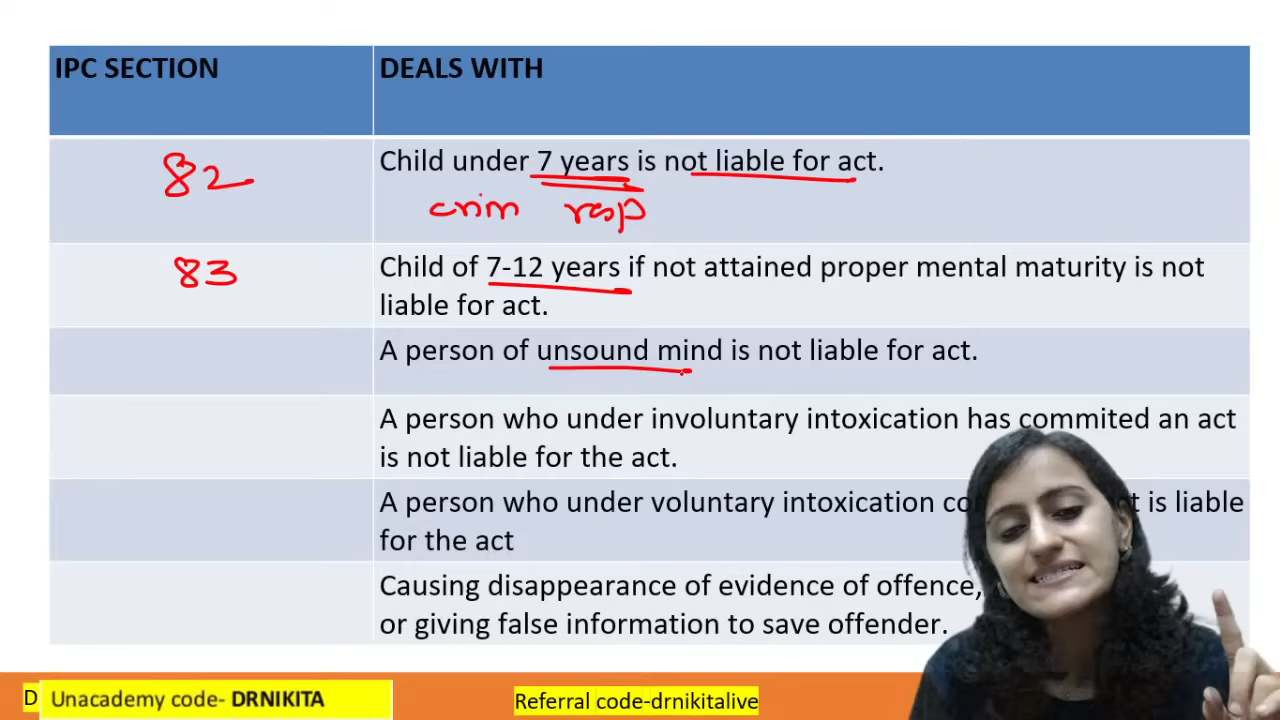 IPC SECTION DEALS WITH
82 Child under 7 years is not liable for act.
crim resp
83 Child of 7-12 years if not attained proper mental maturity is not
liable for act.
A person of unsound mind is not liable for act.
A person who under involuntary intoxication has commited an act
is not liable for the act.
A person who under voluntary intoxication is liable
for the act
Causing disappearance of evidence of offence,
or giving false information to save offender.
D Unacademy code- DRNIKITA Referral code-drnikitalive